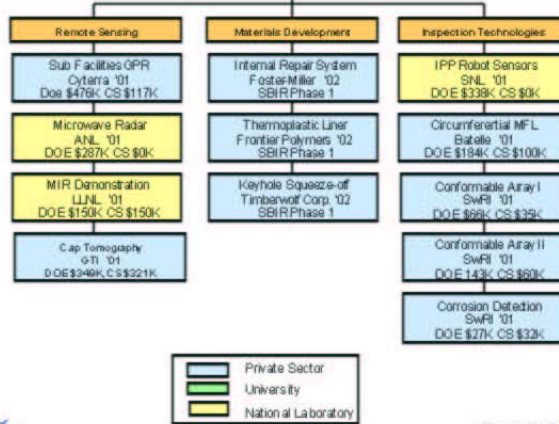 Remote Sensing
Sub Facilities GPR
Cyterra '01
Doe $476K CS $117K
Microwave Radar
ANL '01
DOE $287K CS $0K
MIR Demonstration
LLNL '01
DOE $150K CS $150K
Cap Tomography
GTI '01
DOE$349K, CS$321K
Materials Development
Internal Repair System
Foster-Miller '02
SBIR Phase 1
Thermoplastic Liner
Frontier Polymers '02
SBIR Phase 1
Keyhole Squeeze-off
Timberwolf Corp. '02
SBIR Phase 1
Inspection Technologies
IPP Robot Sensors
SNL '01
DOE $338K CS $0K
Circumferential MFL
Batelle '01
DOE $184K CS $100K
Conformable Array I
SwRI '01
DOE $66K CS $35K
Conformable Array II
SwRI '01
DOE 143K CS $60K
Corrosion Detection
SwRI '01
DOE $27K CS $32K
Private Sector
University
National Laboratory